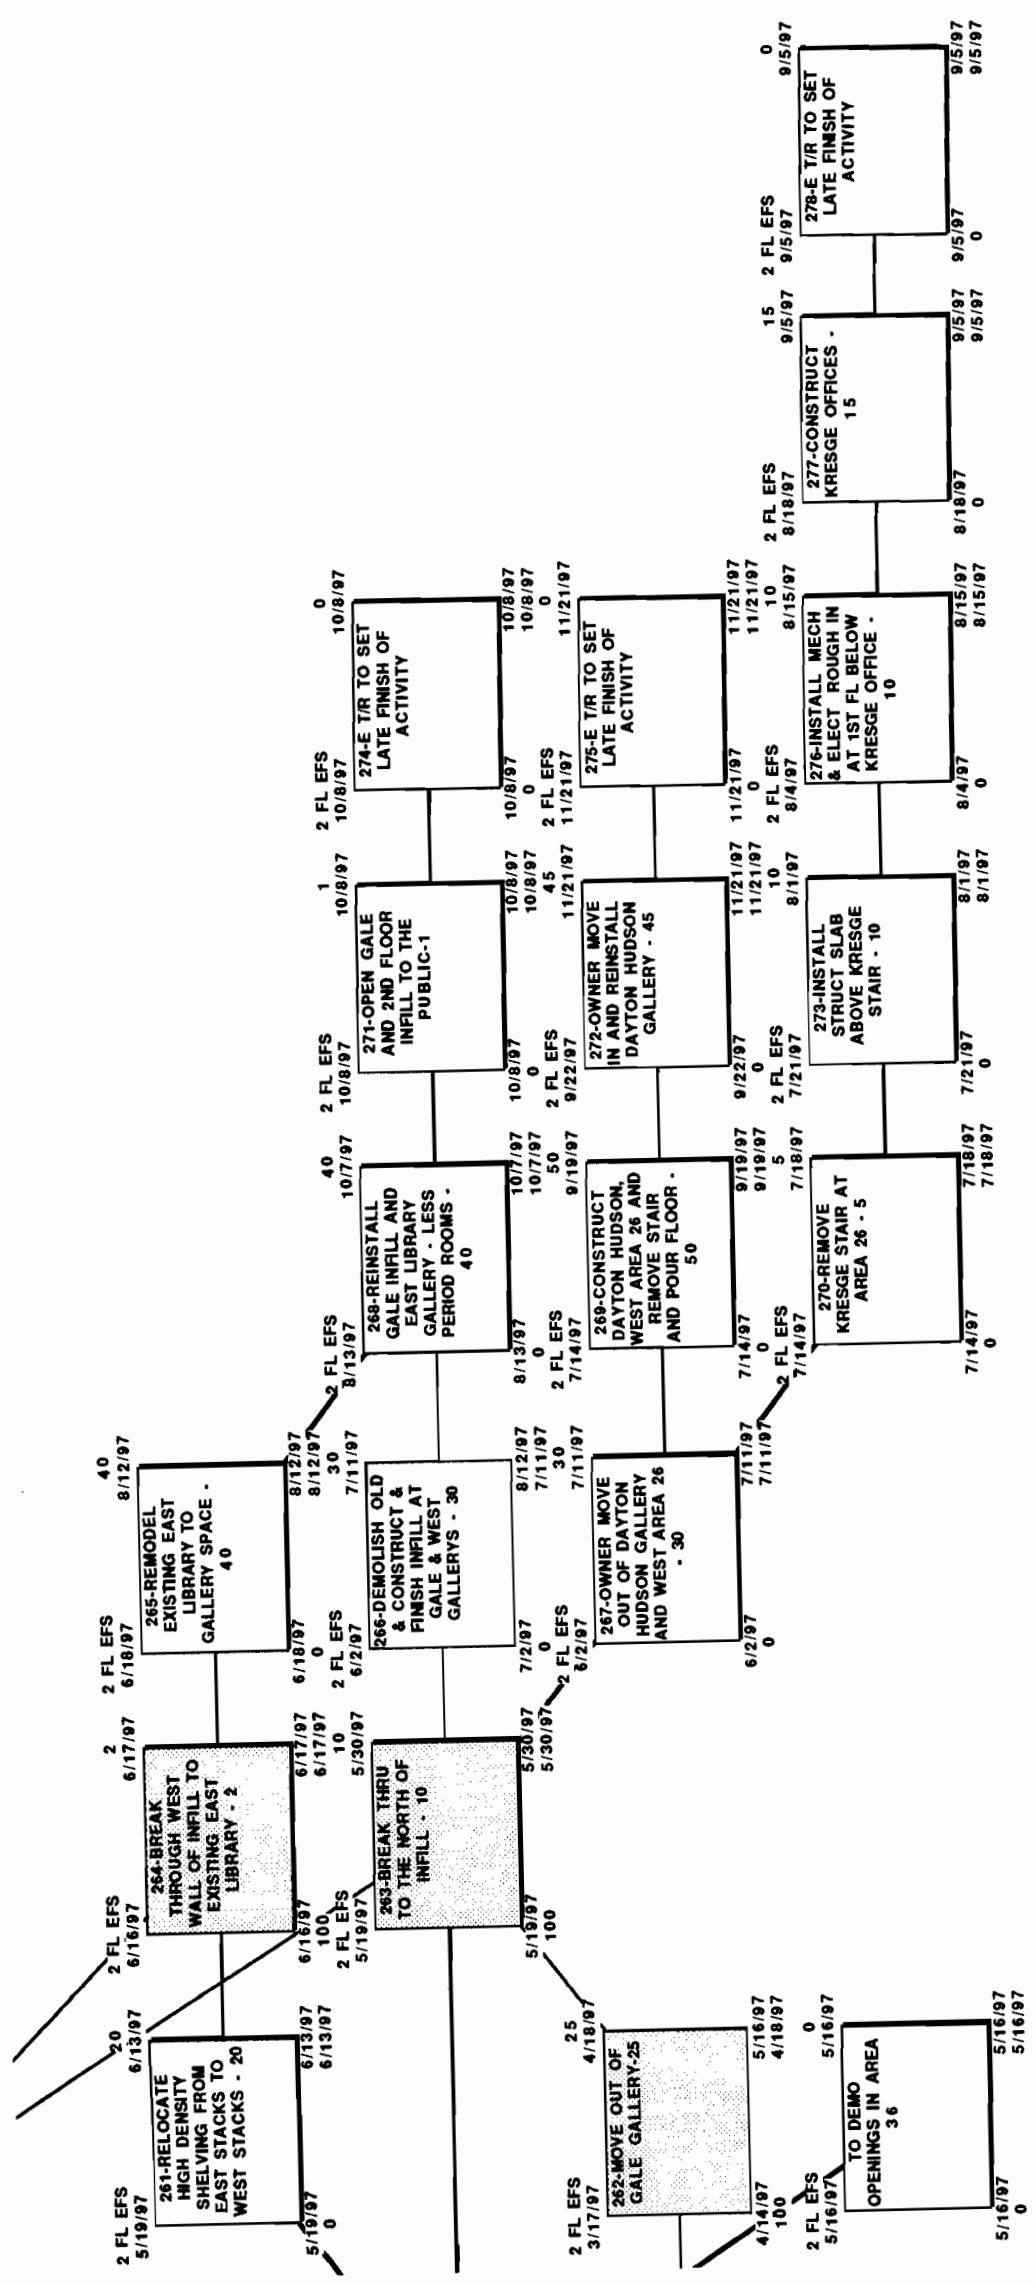 2 FL EFS 20
5/19/97 6/13/97
261-RELOCATE
HIGH DENSITY
SHELVING FROM
EAST STACKS TO
WEST STACKS - 20
5/19/97 6/13/97
0 6/13/97
2 FL EFS 2
6/16/97 6/17/97
264-BREAK
THROUGH WEST
WALL OF INFILL TO
EXISTING EAST
LIBRARY - 2
6/16/97 6/17/97
100 6/17/97
2 FL EFS 40
6/18/97 8/12/97
265-REMODEL
EXISTING EAST
LIBRARY TO
GALLERY SPACE -
40
6/18/97 8/12/97
0 8/12/97
2 FL EFS 10
5/19/97 5/30/97
263-BREAK THRU
TO THE NORTH OF
INFILL - 10
5/19/97 5/30/97
100 5/30/97
2 FL EFS 30
6/2/97 7/11/97
266-DEMOLISH OLD
& CONSTRUCT &
FINISH INFILL AT
GALE & WEST
GALLERYS - 30
7/2/97 8/12/97
0 7/11/97
2 FL EFS 40
8/13/97 10/7/97
268-REINSTALL
GALE INFILL AND
EAST LIBRARY
GALLERY - LESS
PERIOD ROOMS -
40
8/13/97 10/7/97
0 10/7/97
2 FL EFS 1
10/8/97 10/8/97
271-OPEN GALE
AND 2ND FLOOR
INFILL TO THE
PUBLIC-1
10/8/97 10/8/97
0 10/8/97
2 FL EFS 0
10/8/97 10/8/97
274-E T/R TO SET
LATE FINISH OF
ACTIVITY
10/8/97 10/8/97
0 10/8/97
2 FL EFS 25
3/17/97 4/18/97
262-MOVE OUT OF
GALE GALLERY-25
4/14/97 5/16/97
100 4/18/97
2 FL EFS 30
6/2/97 7/11/97
267-OWNER MOVE
OUT OF DAYTON
HUDSON GALLERY
AND WEST AREA 26
- 30
6/2/97 7/11/97
0 7/11/97
2 FL EFS 50
7/14/97 9/19/97
269-CONSTRUCT
DAYTON HUDSON,
WEST AREA 26 AND
REMOVE STAIR
AND POUR FLOOR -
50
7/14/97 9/19/97
0 9/19/97
2 FL EFS 45
9/22/97 11/21/97
272-OWNER MOVE
IN AND REINSTALL
DAYTON HUDSON
GALLERY - 45
9/22/97 11/21/97
0 11/21/97
2 FL EFS 0
11/21/97 11/21/97
275-E T/R TO SET
LATE FINISH OF
ACTIVITY
11/21/97 11/21/97
0 11/21/97
2 FL EFS 0
5/16/97 5/16/97
TO DEMO
OPENINGS IN AREA
36
5/16/97 5/16/97
0 5/16/97
2 FL EFS 5
7/14/97 7/18/97
270-REMOVE
KRESGE STAIR AT
AREA 26 - 5
7/14/97 7/18/97
0 7/18/97
2 FL EFS 10
7/21/97 8/1/97
273-INSTALL
STRUCT SLAB
ABOVE KRESGE
STAIR - 10
7/21/97 8/1/97
0 8/1/97
2 FL EFS 10
8/4/97 8/15/97
276-INSTALL MECH
& ELECT ROUGH IN
AT 1ST FL BELOW
KRESGE OFFICE -
10
8/4/97 8/15/97
0 8/15/97
2 FL EFS 15
8/18/97 9/5/97
277-CONSTRUCT
KRESGE OFFICES -
15
8/18/97 9/5/97
0 9/5/97
2 FL EFS 0
9/5/97 9/5/97
278-E T/R TO SET
LATE FINISH OF
ACTIVITY
9/5/97 9/5/97
0 9/5/97